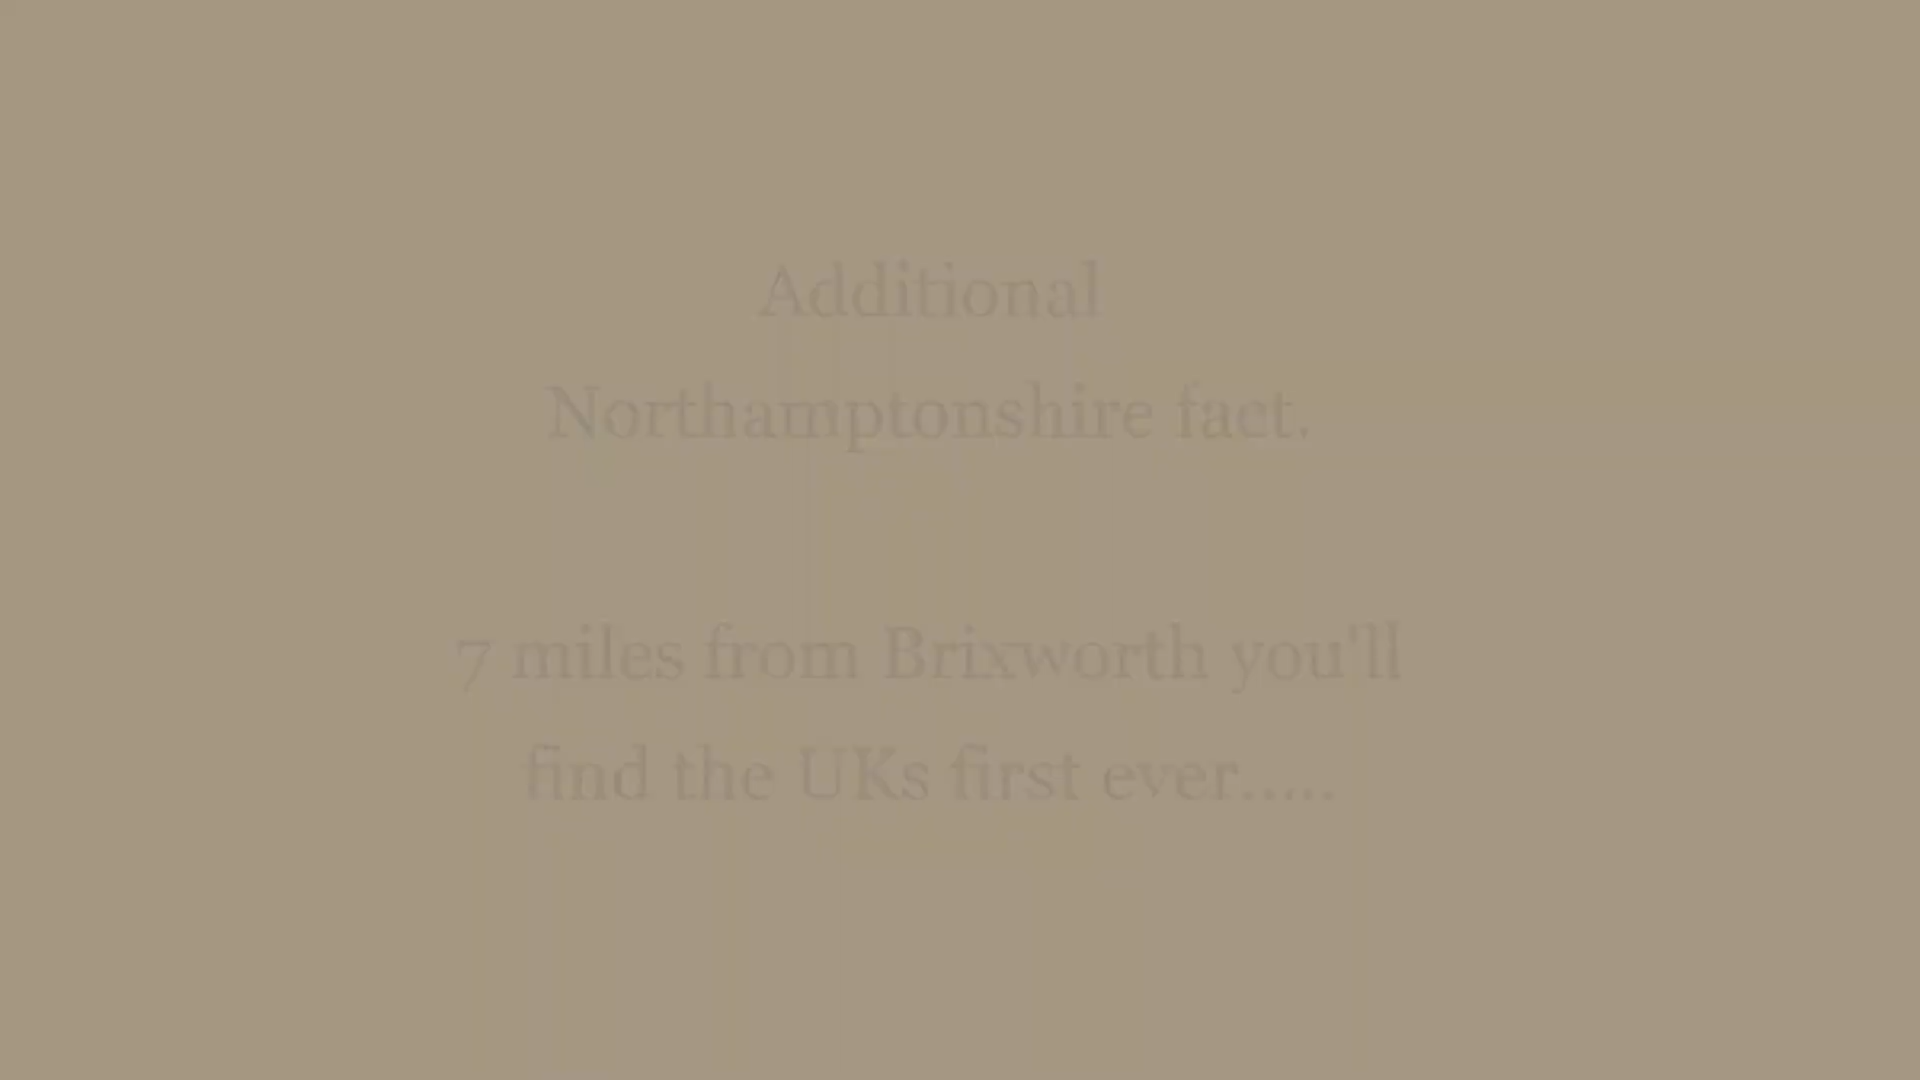 Additional
Northamptonshire fact.
7 miles from Brixworth you'll
find the UKs first ever.....